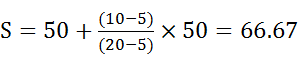 S = 50 + (10−5)/(20−5) × 50 = 66.67